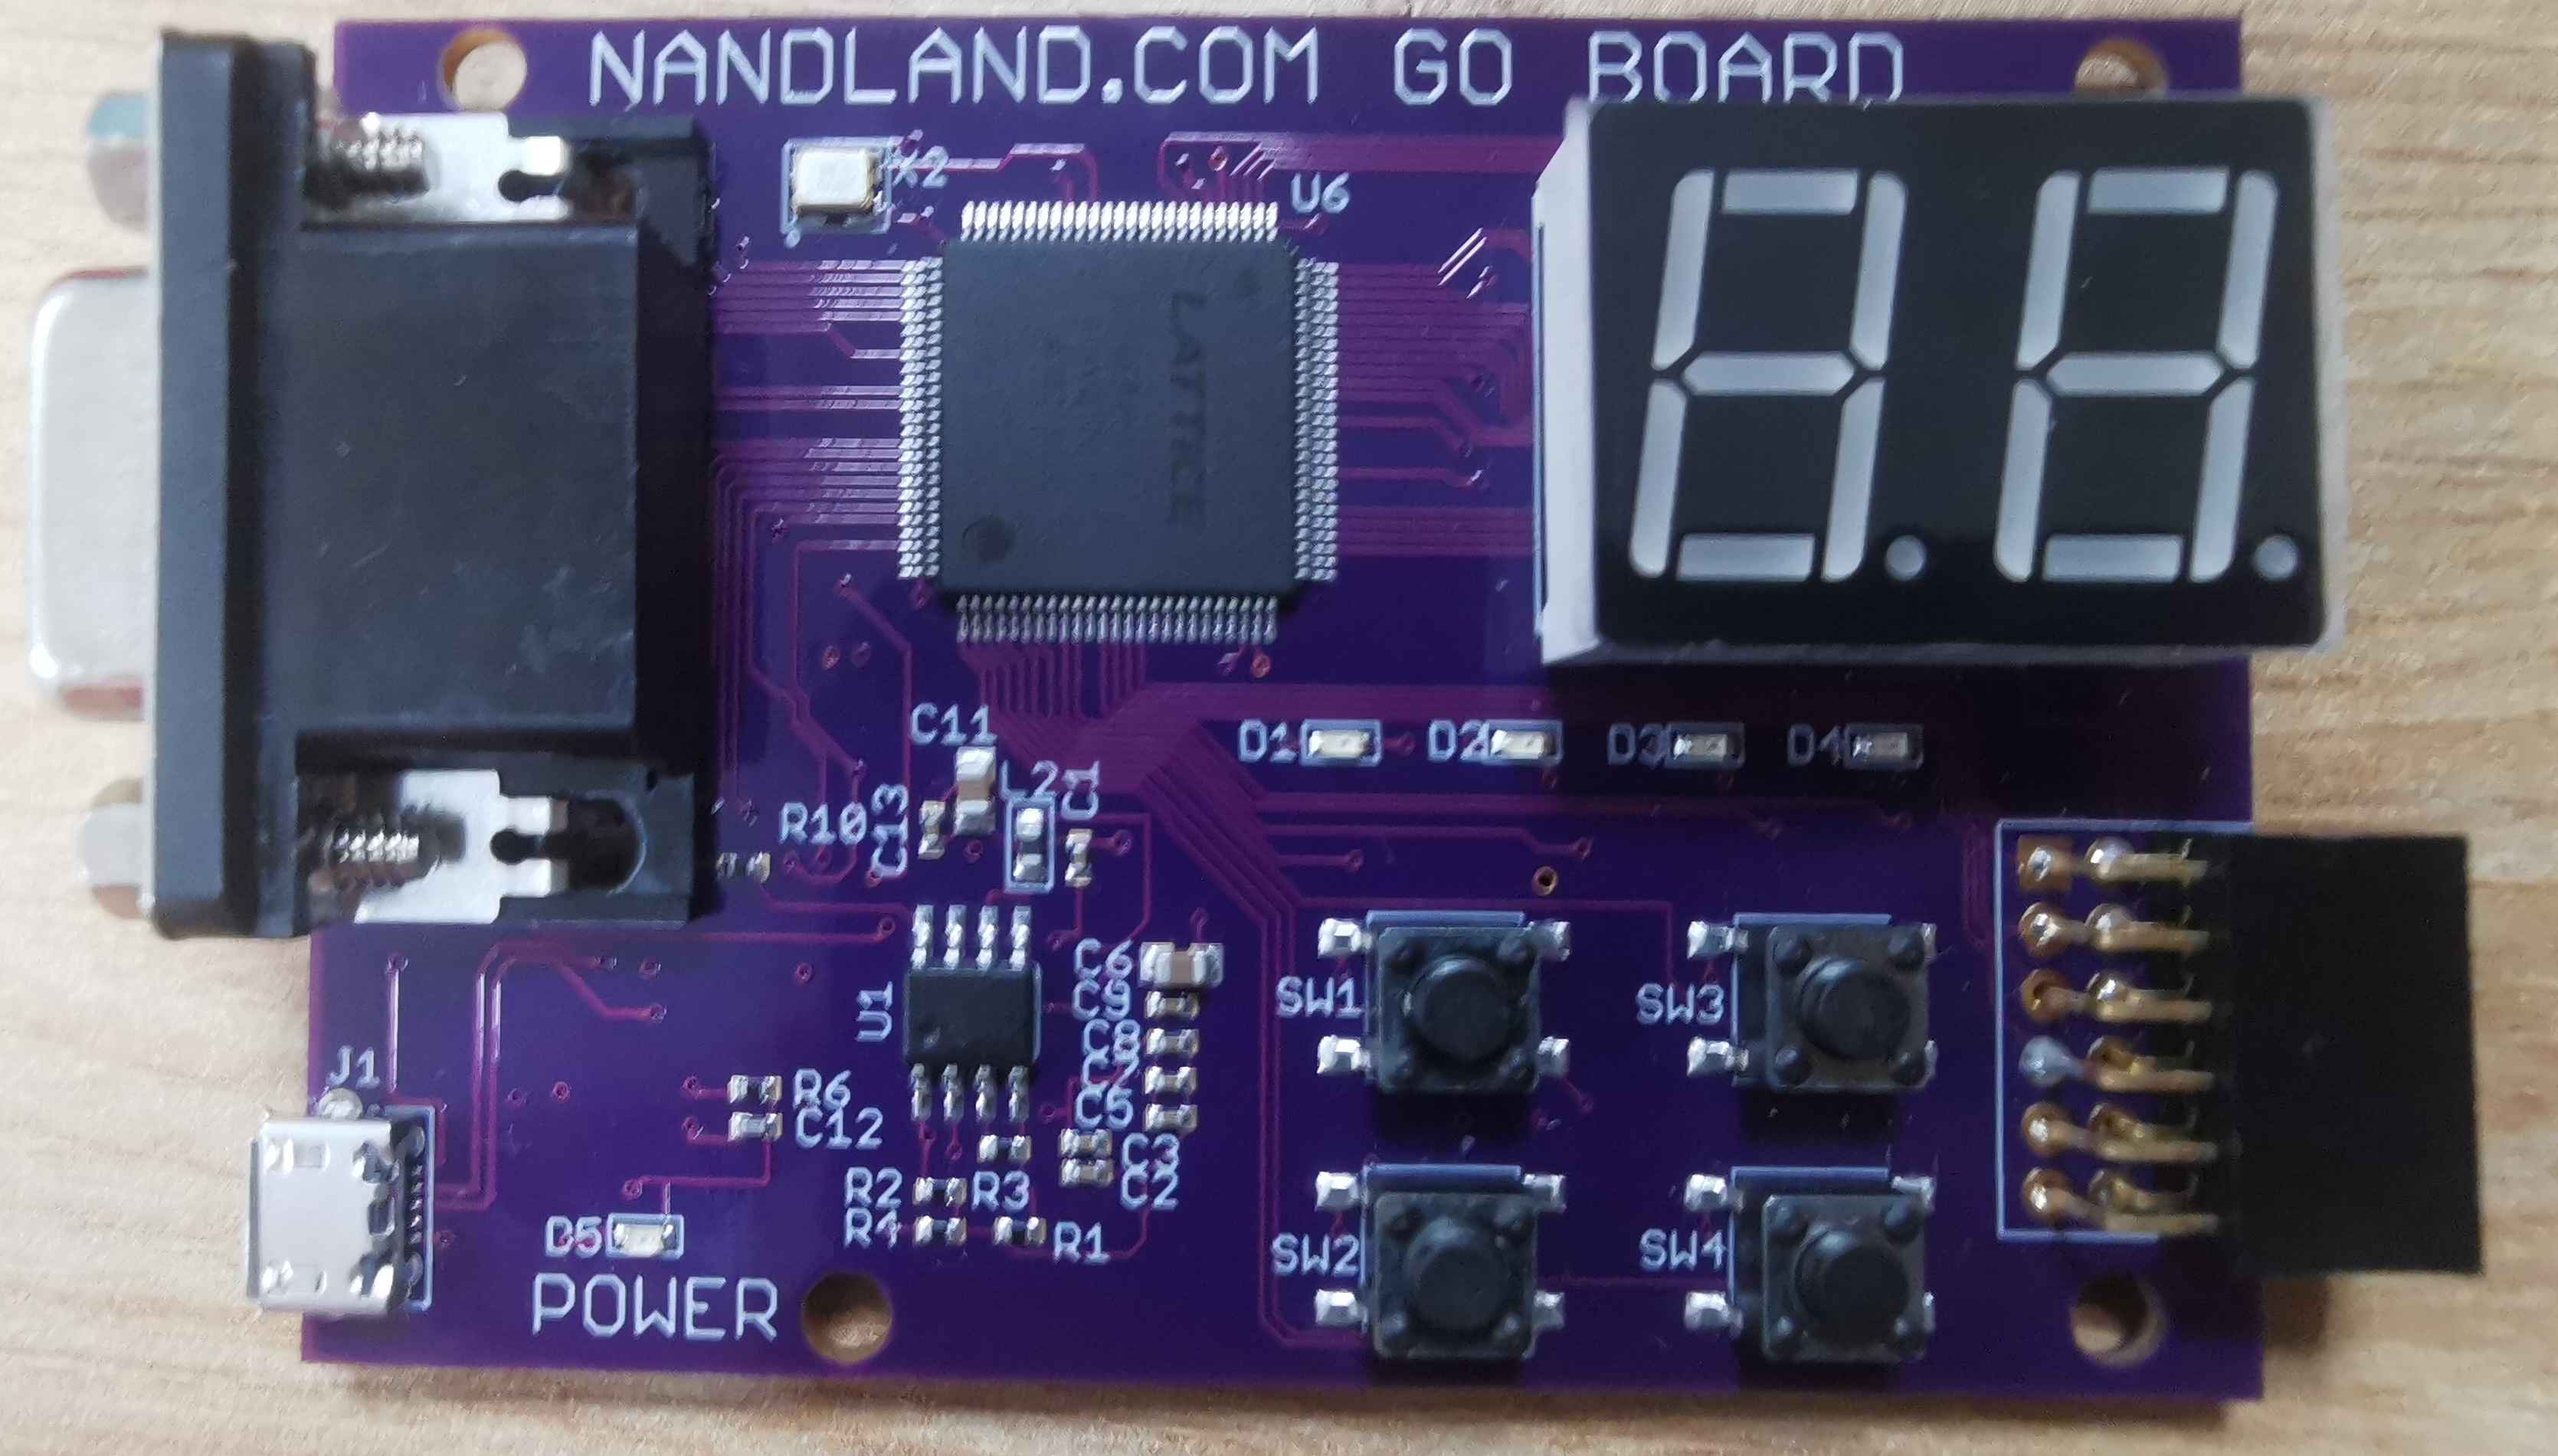 NANDLAND.COM GO BOARD
X2
U6
LATTICE
D1 D2 D3 D4
C11
L2
C1
R10
C13
U1
C6
C9
C8
C7
C5
C3
C2
SW1
SW3
J1
R6
C12
R2
R3
R4
R1
D5
POWER
SW2
SW4